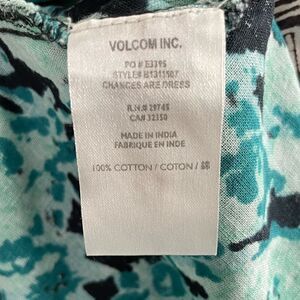 VOLCOM INC.
PO # E3395
STYLE# B1311507
CHANCES ARE DRESS
R.N.# 29745
CA# 32350
MADE IN INDIA
FABRIQUE EN INDE
100% COTTON / COTON / 綿